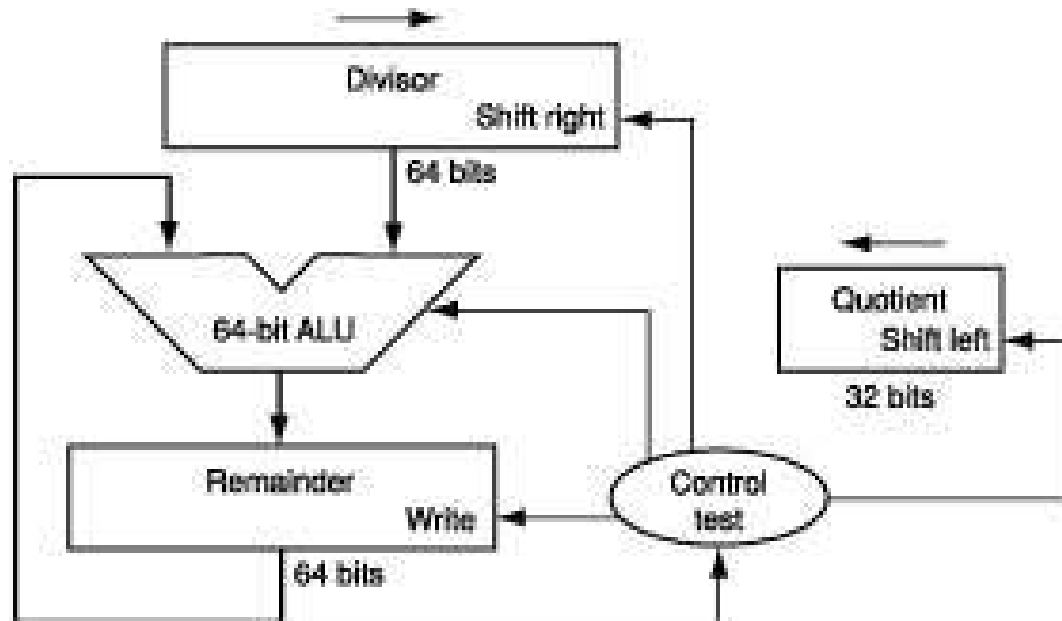 Divisor
Shift right
64 bits
64-bit ALU
Quotient
Shift left
32 bits
Remainder
Write
64 bits
Control
test